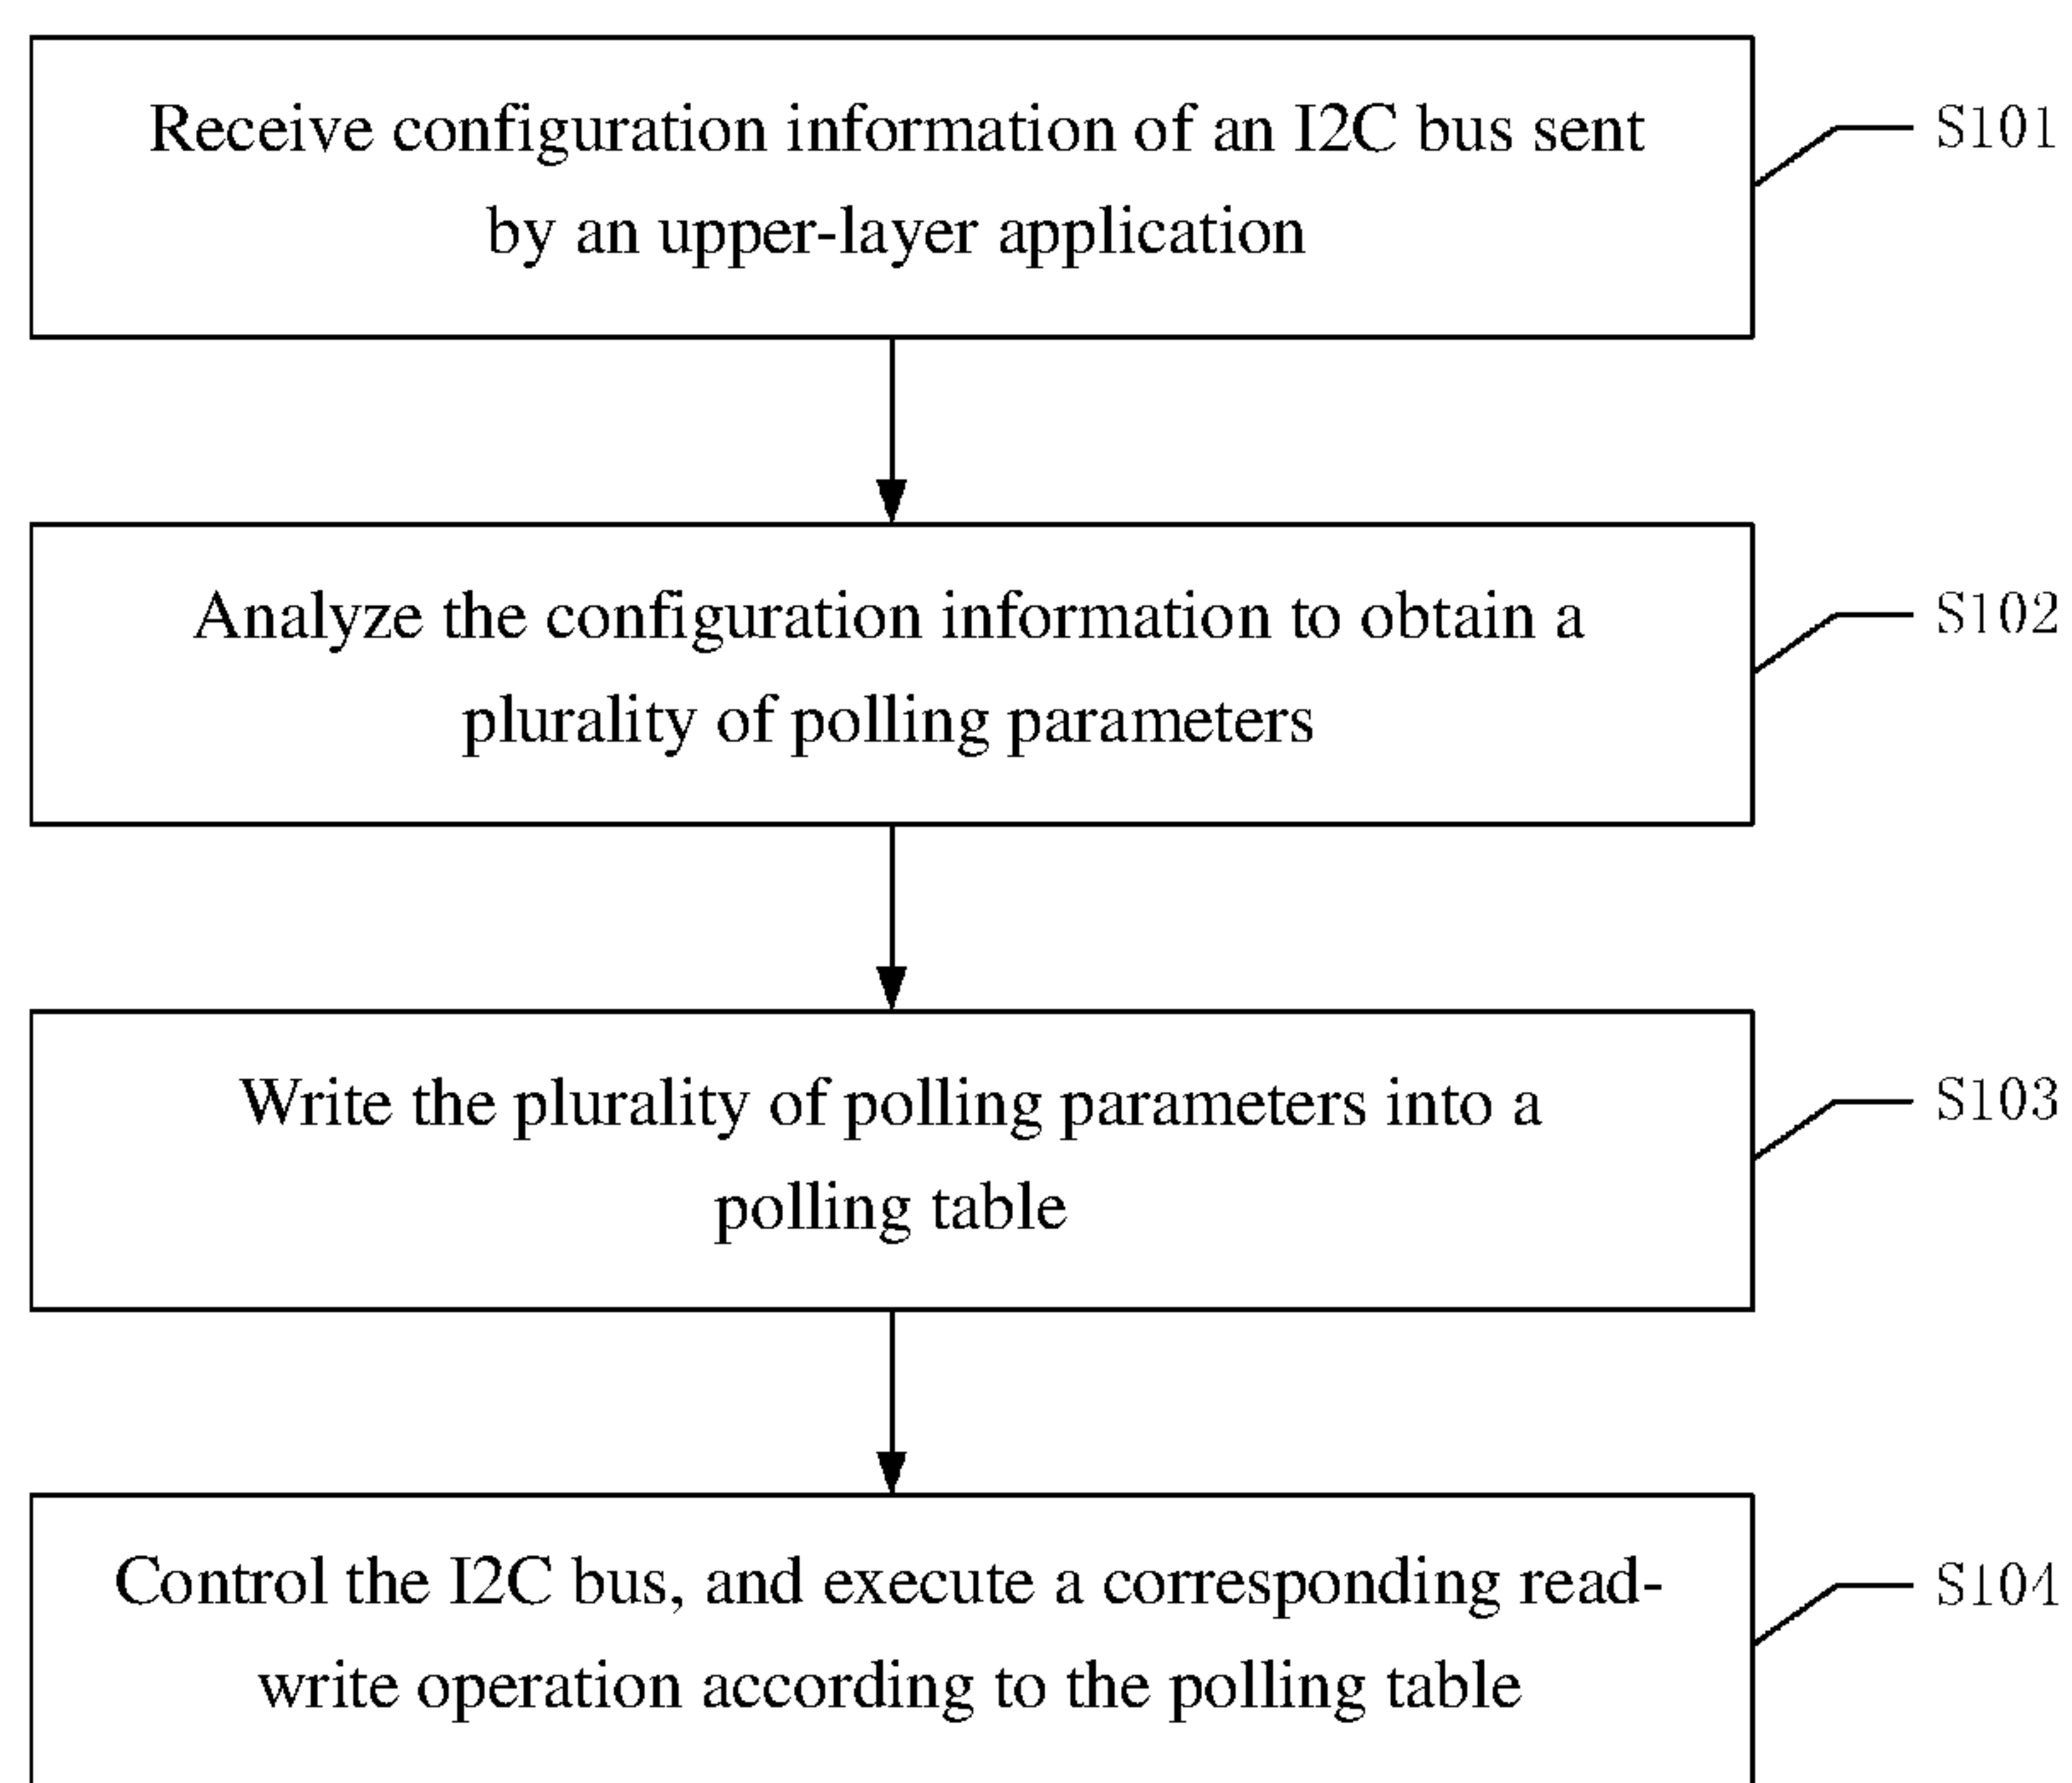 Receive configuration information of an I2C bus sent
by an upper-layer application
S101
Analyze the configuration information to obtain a
plurality of polling parameters
S102
Write the plurality of polling parameters into a
polling table
S103
Control the I2C bus, and execute a corresponding read-
write operation according to the polling table
S104